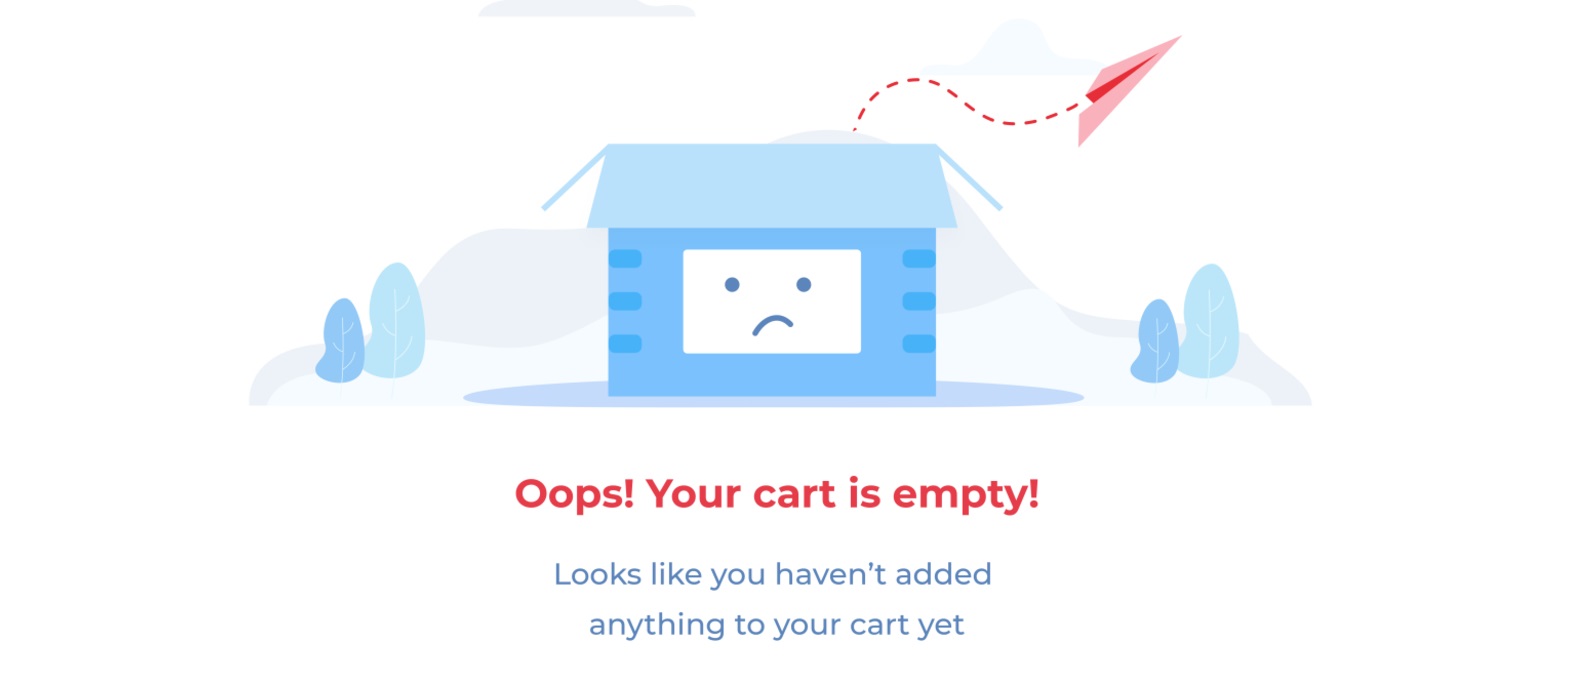 Oops! Your cart is empty!
Looks like you haven’t added
anything to your cart yet